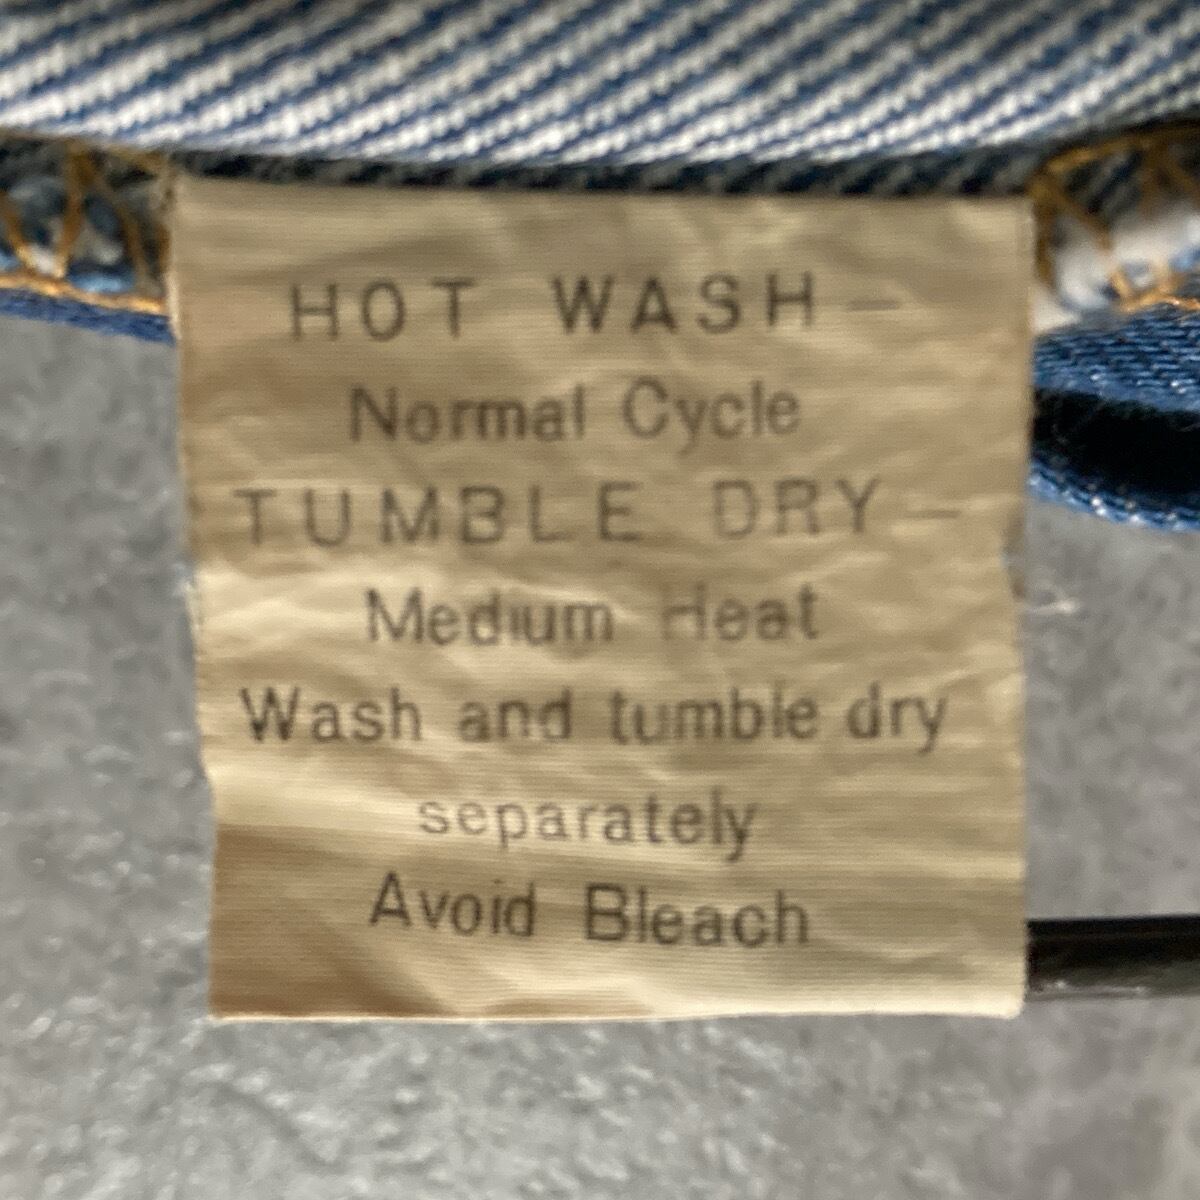 HOT WASH-
Normal Cycle
TUMBLE DRY-
Medium Heat
Wash and tumble dry
separately
Avoid Bleach